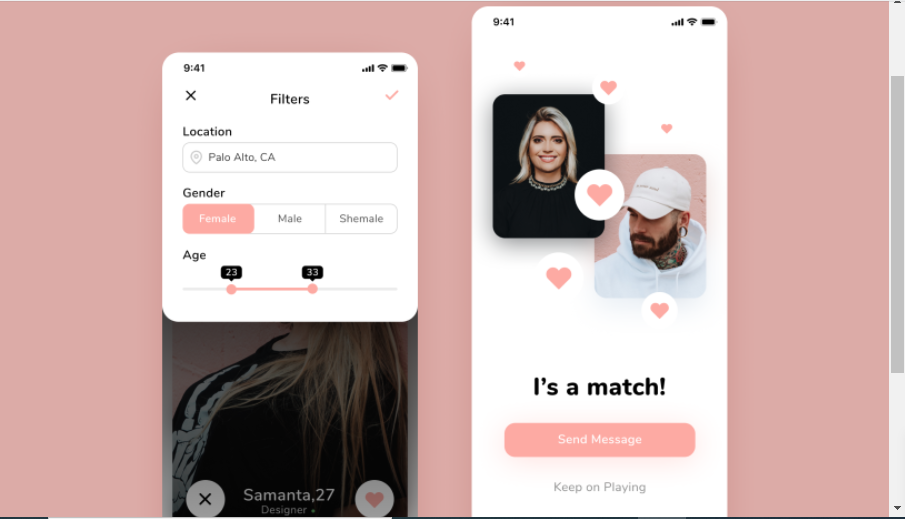 9:41
Filters
Location
Palo Alto, CA
Gender
Female Male Shemale
Age
23 33
Samanta,27
Designer •
9:41
I's a match!
Send Message
Keep on Playing